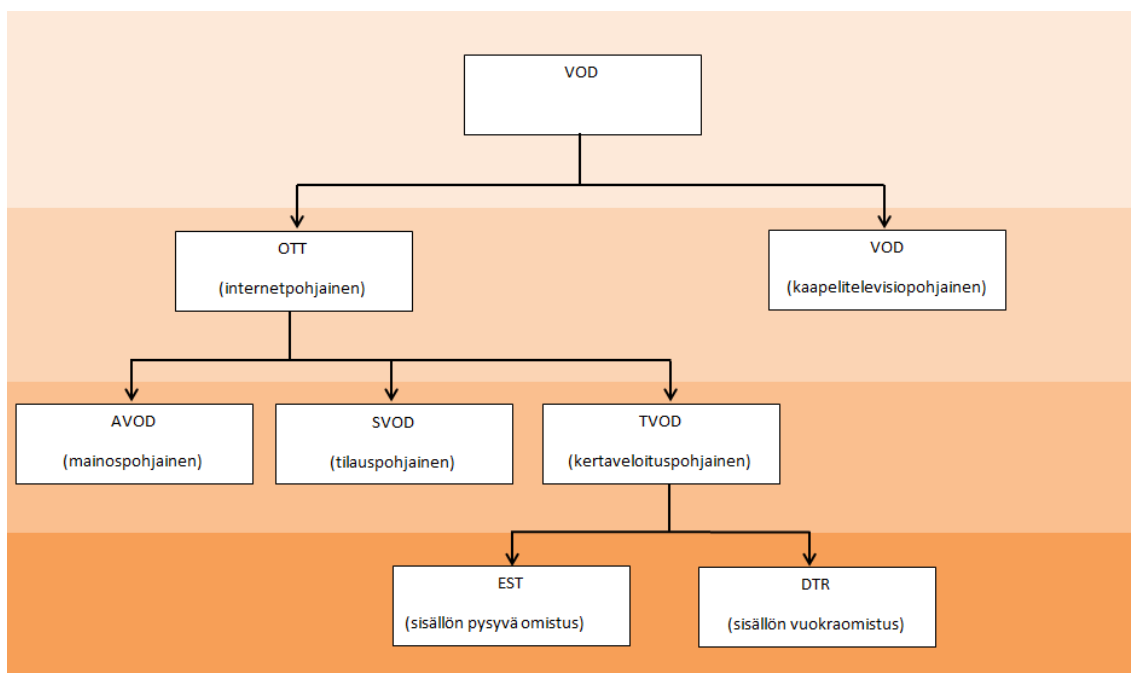 VOD
OTT
(internetpohjainen)
VOD
(kaapelitelevisiopohjainen)
AVOD
(mainospohjainen)
SVOD
(tilauspohjainen)
TVOD
(kertaveloituspohjainen)
EST
(sisällön pysyvä omistus)
DTR
(sisällön vuokraomistus)